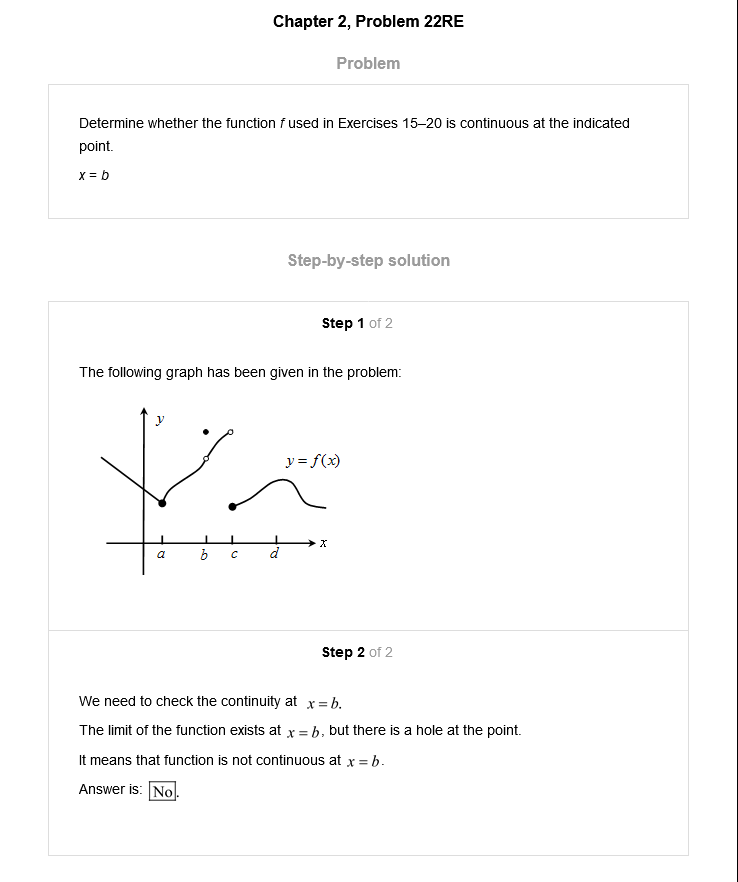 Chapter 2, Problem 22RE
Problem
Determine whether the function f used in Exercises 15–20 is continuous at the indicated
point.
x = b
Step-by-step solution
Step 1 of 2
The following graph has been given in the problem:
y
y = f(x)
x
a b c d
Step 2 of 2
We need to check the continuity at x = b.
The limit of the function exists at x = b, but there is a hole at the point.
It means that function is not continuous at x = b.
Answer is: No.